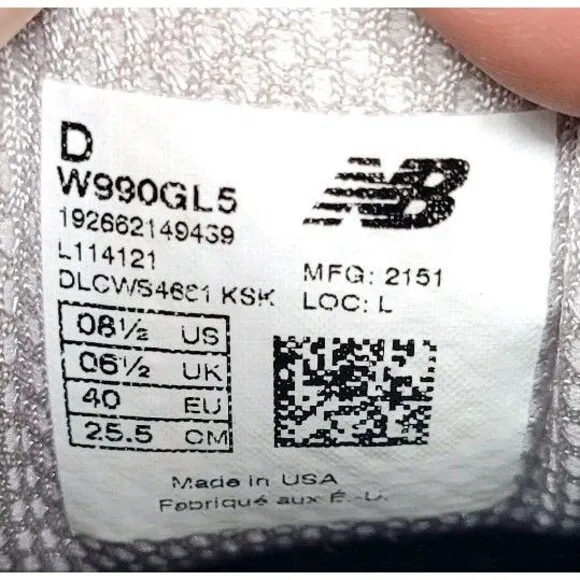 D
W990GL5
192662149439
L114121
KSK
08½ US
06½ UK
40 EU
25.5 CM
NB
MFG: 2151
LOC: L
Made in USA
Fabriqué aux É.-U.